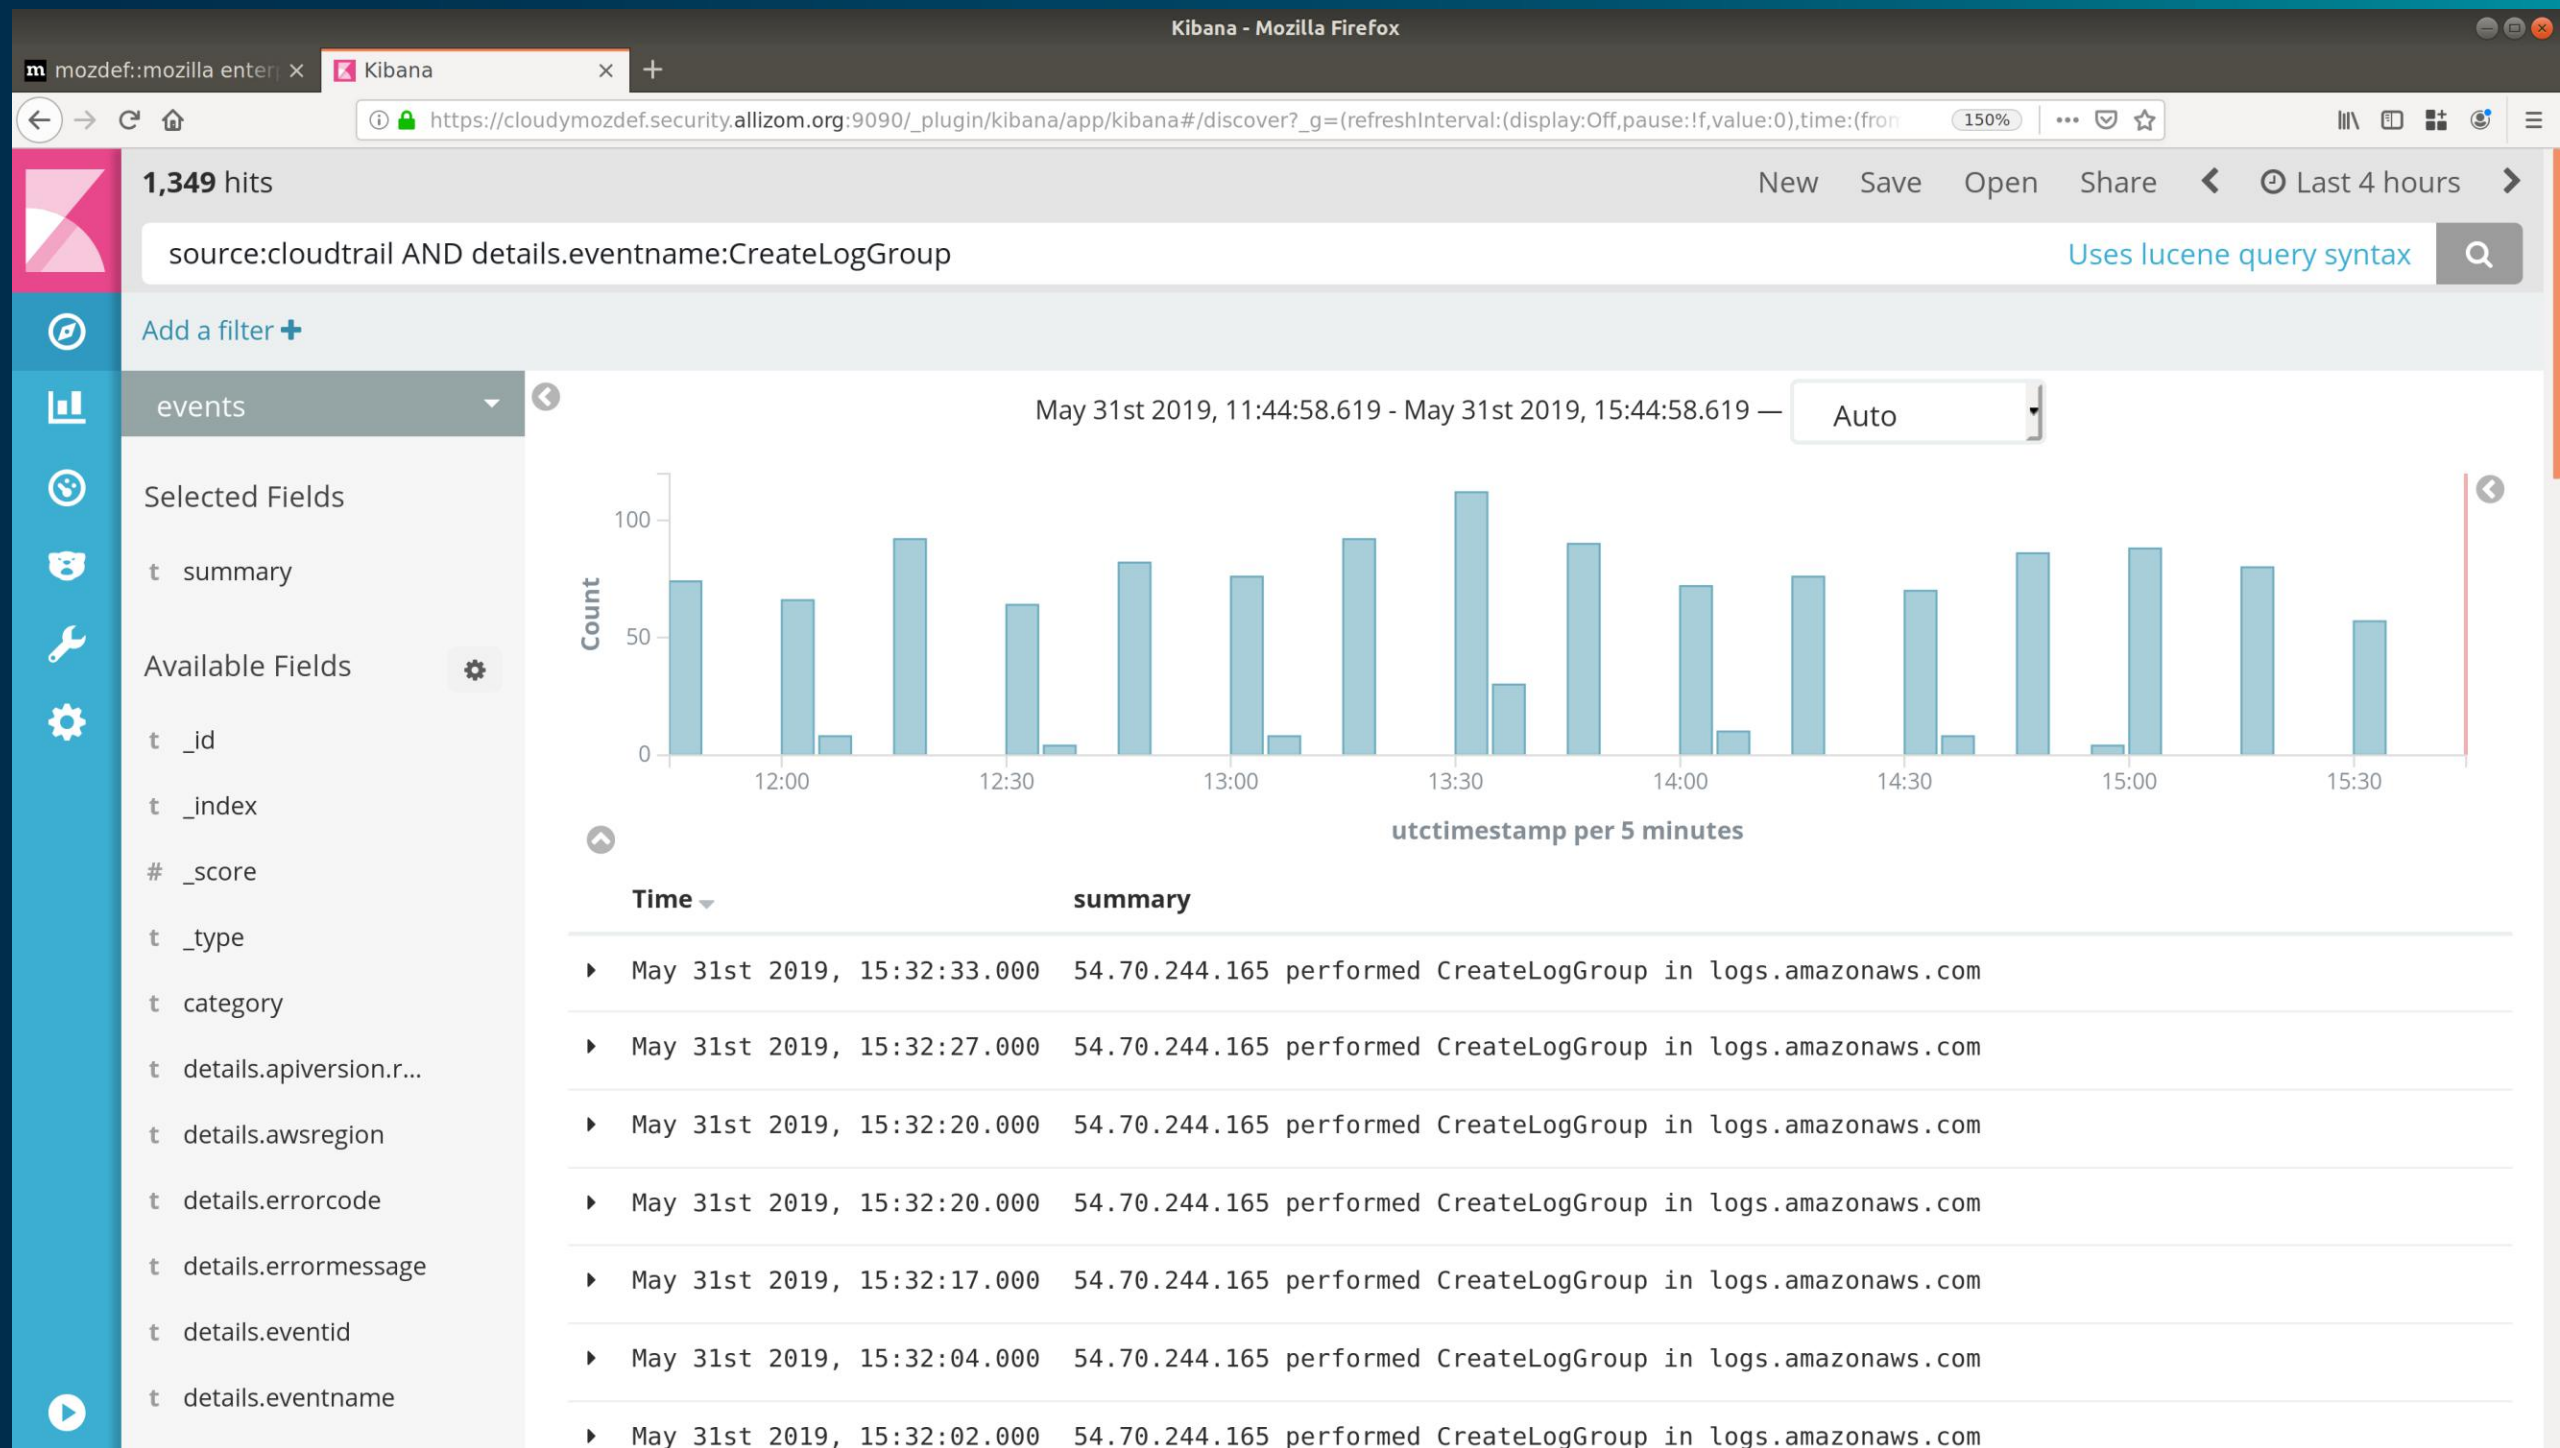 Kibana - Mozilla Firefox
m mozdef::mozilla enter
Kibana
https://cloudymozdef.security.allizom.org:9090/_plugin/kibana/app/kibana#/discover?_g=(refreshInterval:(display:Off,pause:!f,value:0),time:(fron
150%
1,349 hits
New Save Open Share Last 4 hours
source:cloudtrail AND details.eventname:CreateLogGroup
Uses lucene query syntax
Add a filter
events
May 31st 2019, 11:44:58.619 - May 31st 2019, 15:44:58.619 —
Auto
Selected Fields
t summary
Available Fields
t _id
t _index
# _score
t _type
t category
t details.apiversion.r...
t details.awsregion
t details.errorcode
t details.errormessage
t details.eventid
t details.eventname
Count
100
50
0
12:00 12:30 13:00 13:30 14:00 14:30 15:00 15:30
utctimestamp per 5 minutes
Time summary
May 31st 2019, 15:32:33.000 54.70.244.165 performed CreateLogGroup in logs.amazonaws.com
May 31st 2019, 15:32:27.000 54.70.244.165 performed CreateLogGroup in logs.amazonaws.com
May 31st 2019, 15:32:20.000 54.70.244.165 performed CreateLogGroup in logs.amazonaws.com
May 31st 2019, 15:32:20.000 54.70.244.165 performed CreateLogGroup in logs.amazonaws.com
May 31st 2019, 15:32:17.000 54.70.244.165 performed CreateLogGroup in logs.amazonaws.com
May 31st 2019, 15:32:04.000 54.70.244.165 performed CreateLogGroup in logs.amazonaws.com
May 31st 2019, 15:32:02.000 54.70.244.165 performed CreateLogGroup in logs.amazonaws.com